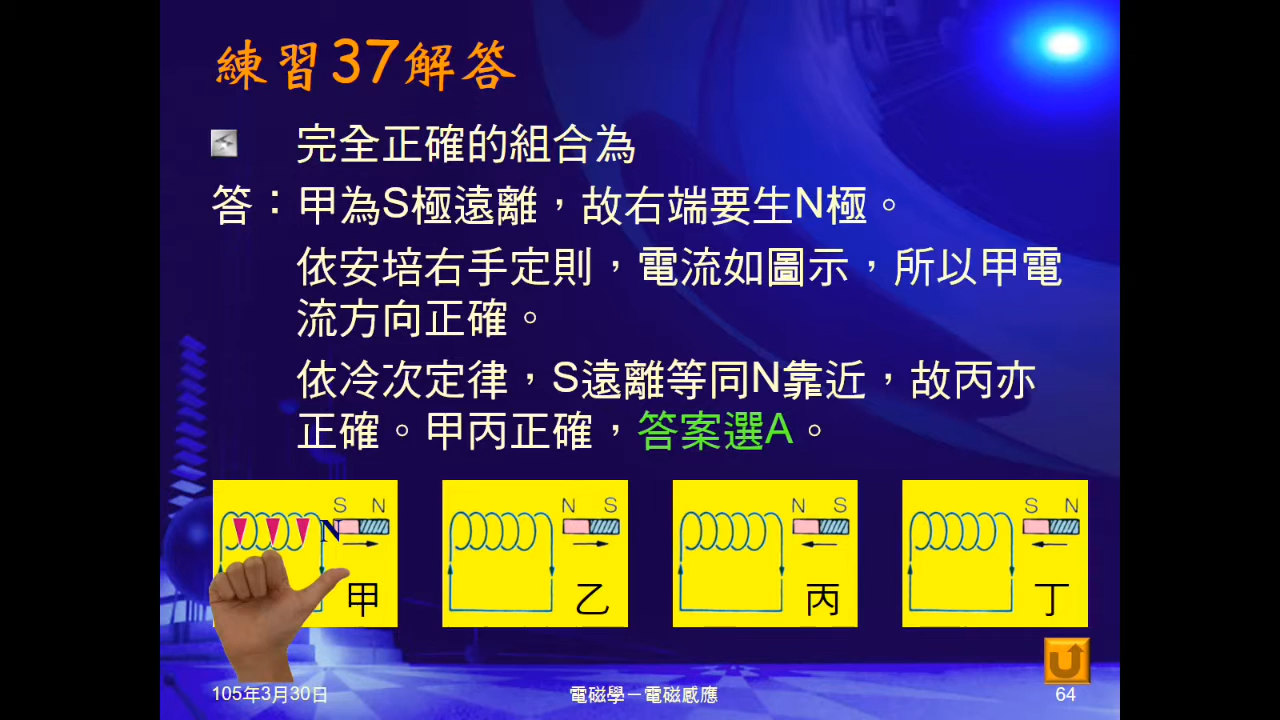 練習37解答
完全正確的組合為
答：甲為S極遠離，故右端要生N極。
依安培右手定則，電流如圖示，所以甲電
流方向正確。
依冷次定律，S遠離等同N靠近，故丙亦
正確。甲丙正確，答案選A。
S N
N
甲
N S
乙
N S
丙
S N
丁
105年3月30日
電磁學－電磁感應
64